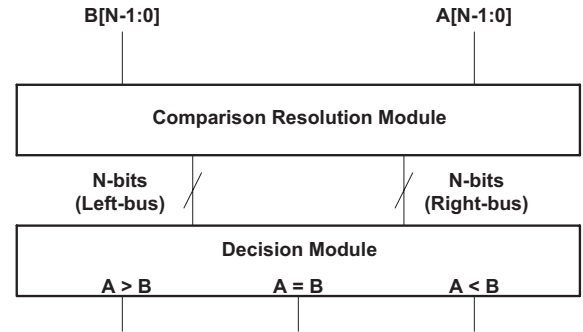 B[N-1:0]
A[N-1:0]
Comparison Resolution Module
N-bits
(Left-bus)
N-bits
(Right-bus)
Decision Module
A > B
A = B
A < B